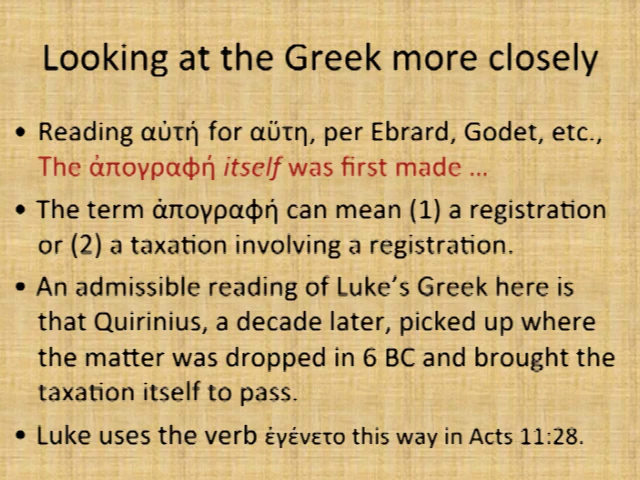 Looking at the Greek more closely
• Reading αὐτή for αὕτη, per Ebrard, Godet, etc.,
The ἀπογραφή itself was first made ...
• The term ἀπογραφή can mean (1) a registration
or (2) a taxation involving a registration.
• An admissible reading of Luke's Greek here is
that Quirinius, a decade later, picked up where
the matter was dropped in 6 BC and brought the
taxation itself to pass.
• Luke uses the verb ἐγένετο this way in Acts 11:28.